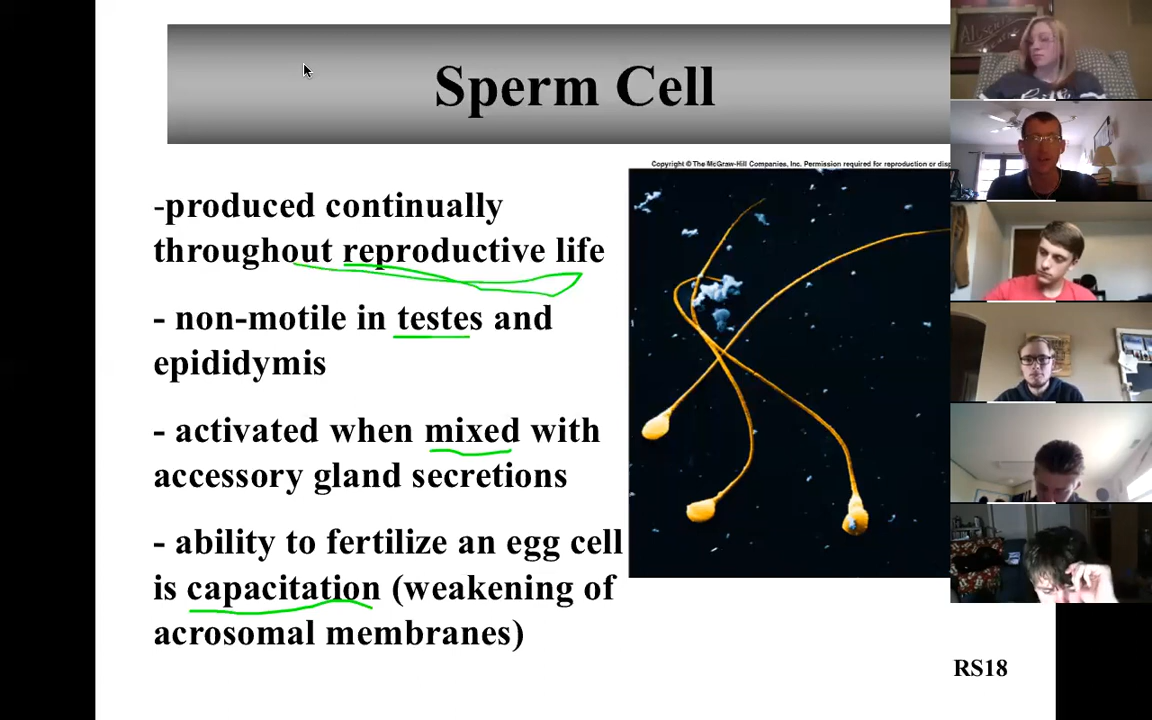 Sperm Cell
Copyright © The McGraw-Hill Companies, Inc. Permission required for reproduction or
-produced continually
throughout reproductive life
- non-motile in testes and
epididymis
- activated when mixed with
accessory gland secretions
- ability to fertilize an egg cell
is capacitation (weakening of
acrosomal membranes)
RS18